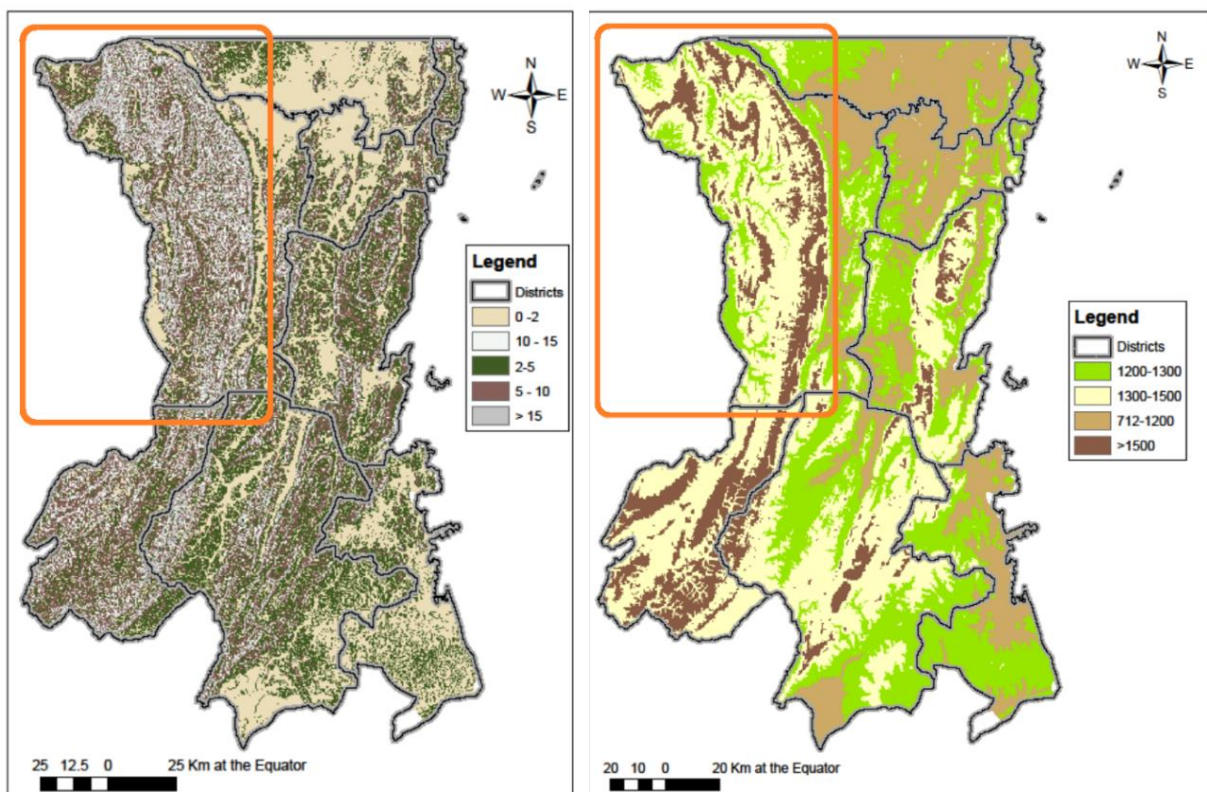 N
W E
S
Legend
Districts
0 -2
10 - 15
2-5
5 - 10
> 15
25 12.5 0 25 Km at the Equator
N
W E
S
Legend
Districts
1200-1300
1300-1500
712-1200
>1500
20 10 0 20 Km at the Equator